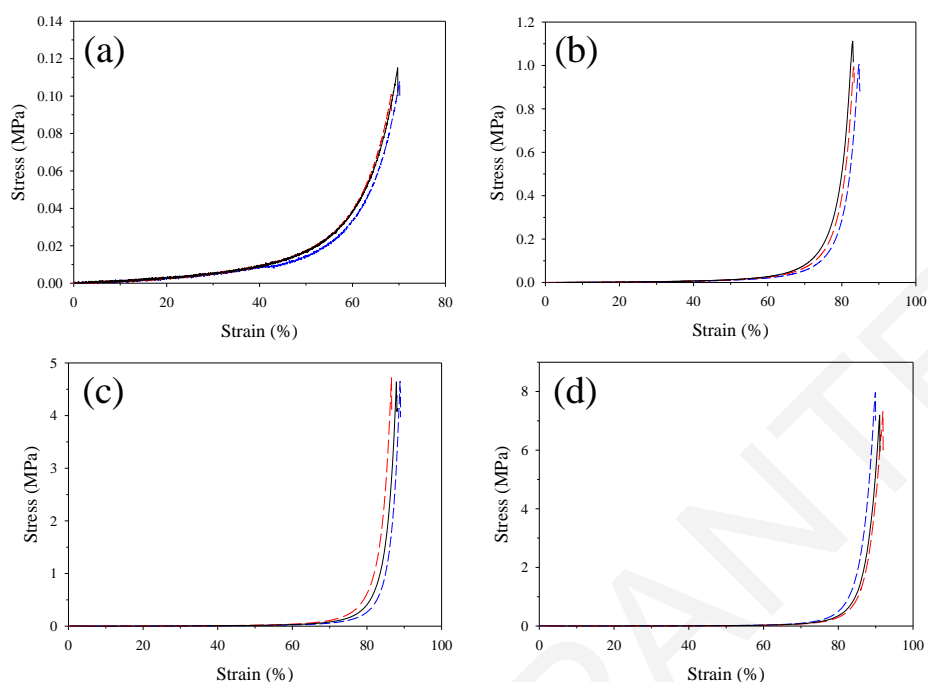 (a)
0.14
0.12
0.10
0.08
0.06
0.04
0.02
0.00
Stress (MPa)
0 20 40 60 80
Strain (%)
(b)
1.2
1.0
0.8
0.6
0.4
0.2
0.0
Stress (MPa)
0 20 40 60 80 100
Strain (%)
(c)
5
4
3
2
1
0
Stress (MPa)
0 20 40 60 80 100
Strain (%)
(d)
8
6
4
2
0
Stress (MPa)
0 20 40 60 80 100
Strain (%)